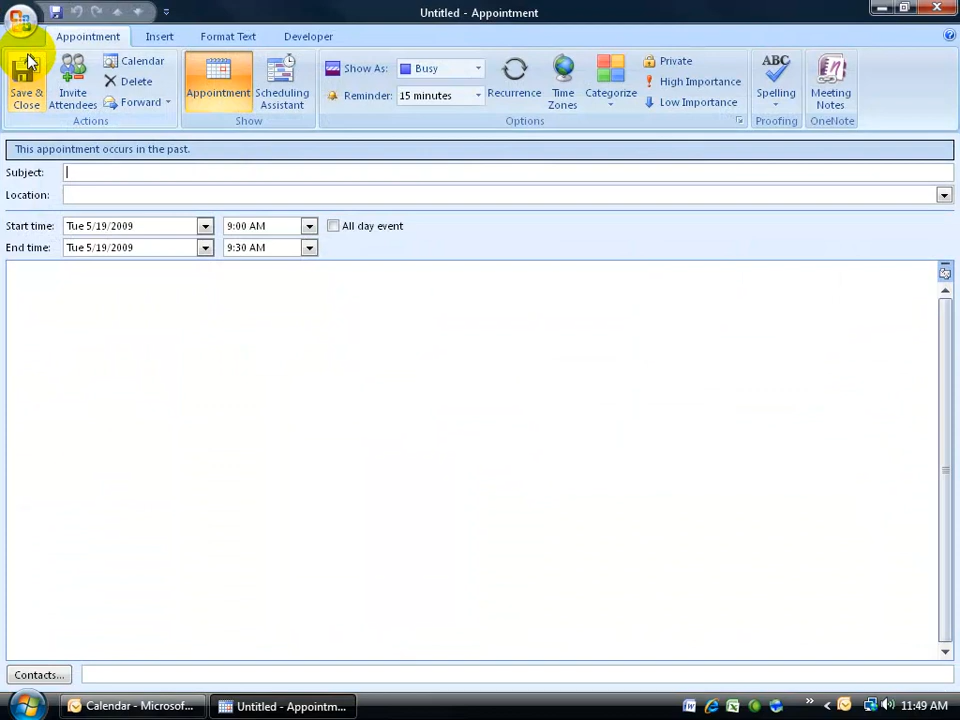 Untitled - Appointment
Appointment Insert Format Text Developer
Save & Close
Invite Attendees
Calendar
Delete
Forward
Actions
Appointment
Scheduling Assistant
Show
Show As: Busy
Reminder: 15 minutes
Recurrence
Time Zones
Categorize
Private
High Importance
Low Importance
Options
ABC
Spelling
Proofing
Meeting Notes
OneNote
This appointment occurs in the past.
Subject:
Location:
Start time: Tue 5/19/2009 9:00 AM All day event
End time: Tue 5/19/2009 9:30 AM
Contacts...
Calendar - Microsof... Untitled - Appointm... » 11:49 AM